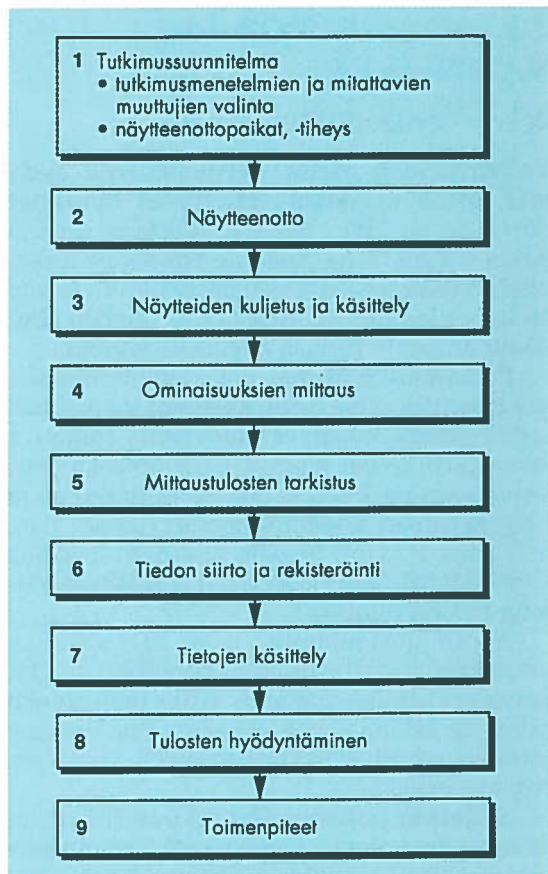 1 Tutkimussuunnitelma
• tutkimusmenetelmien ja mitattavien
muuttujien valinta
• näytteenottopaikat, -tiheys
2 Näytteenotto
3 Näytteiden kuljetus ja käsittely
4 Ominaisuuksien mittaus
5 Mittaustulosten tarkistus
6 Tiedon siirto ja rekisteröinti
7 Tietojen käsittely
8 Tulosten hyödyntäminen
9 Toimenpiteet